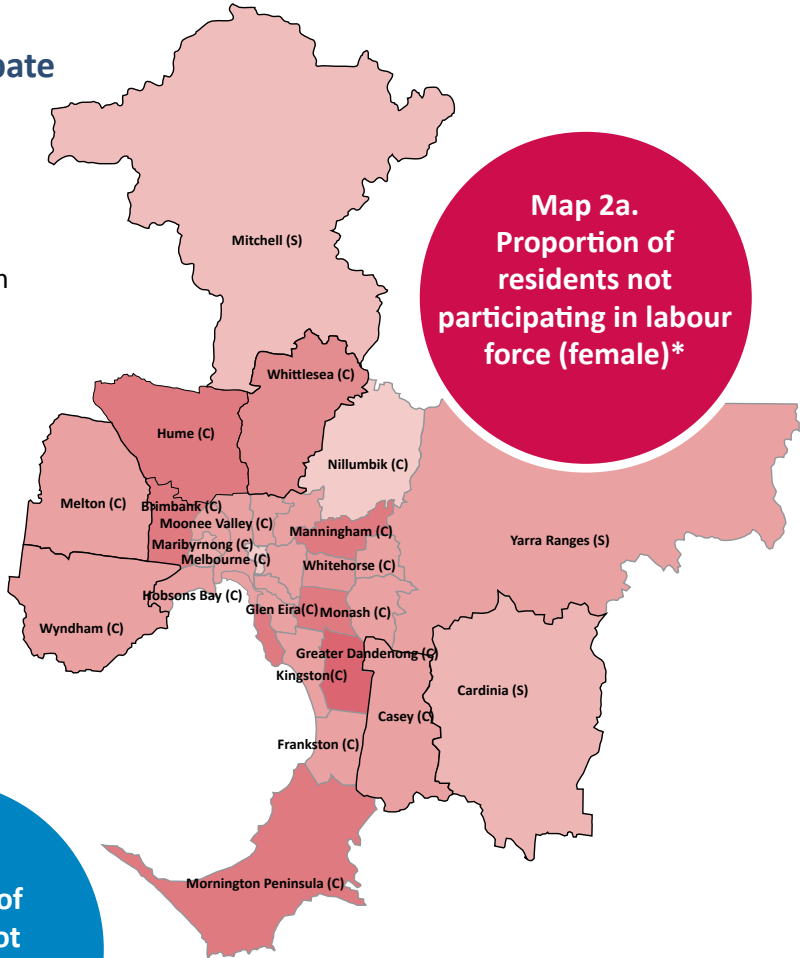 Map 2a.
Proportion of
residents not
participating in labour
force (female)*
Mitchell (S)
Whittlesea (C)
Hume (C)
Nillumbik (C)
Melton (C)
Brimbank (C)
Moonee Valley (C)
Manningham (C)
Yarra Ranges (S)
Maribyrnong (C)
Melbourne (C)
Whitehorse (C)
Hobsons Bay (C)
Glen Eira(C)
Monash (C)
Wyndham (C)
Greater Dandenong (C)
Kingston(C)
Cardinia (S)
Casey (C)
Frankston (C)
Mornington Peninsula (C)
of